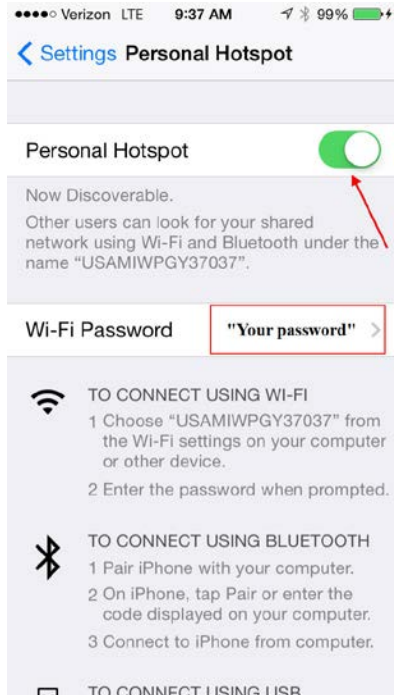 Verizon LTE 9:37 AM 99%
Settings Personal Hotspot
Personal Hotspot
Now Discoverable.
Other users can look for your shared
network using Wi-Fi and Bluetooth under the
name “USAMIWPGY37037”.
Wi-Fi Password "Your password"
TO CONNECT USING WI-FI
1 Choose “USAMIWPGY37037” from
the Wi-Fi settings on your computer
or other device.
2 Enter the password when prompted.
TO CONNECT USING BLUETOOTH
1 Pair iPhone with your computer.
2 On iPhone, tap Pair or enter the
code displayed on your computer.
3 Connect to iPhone from computer.
TO CONNECT USING USB